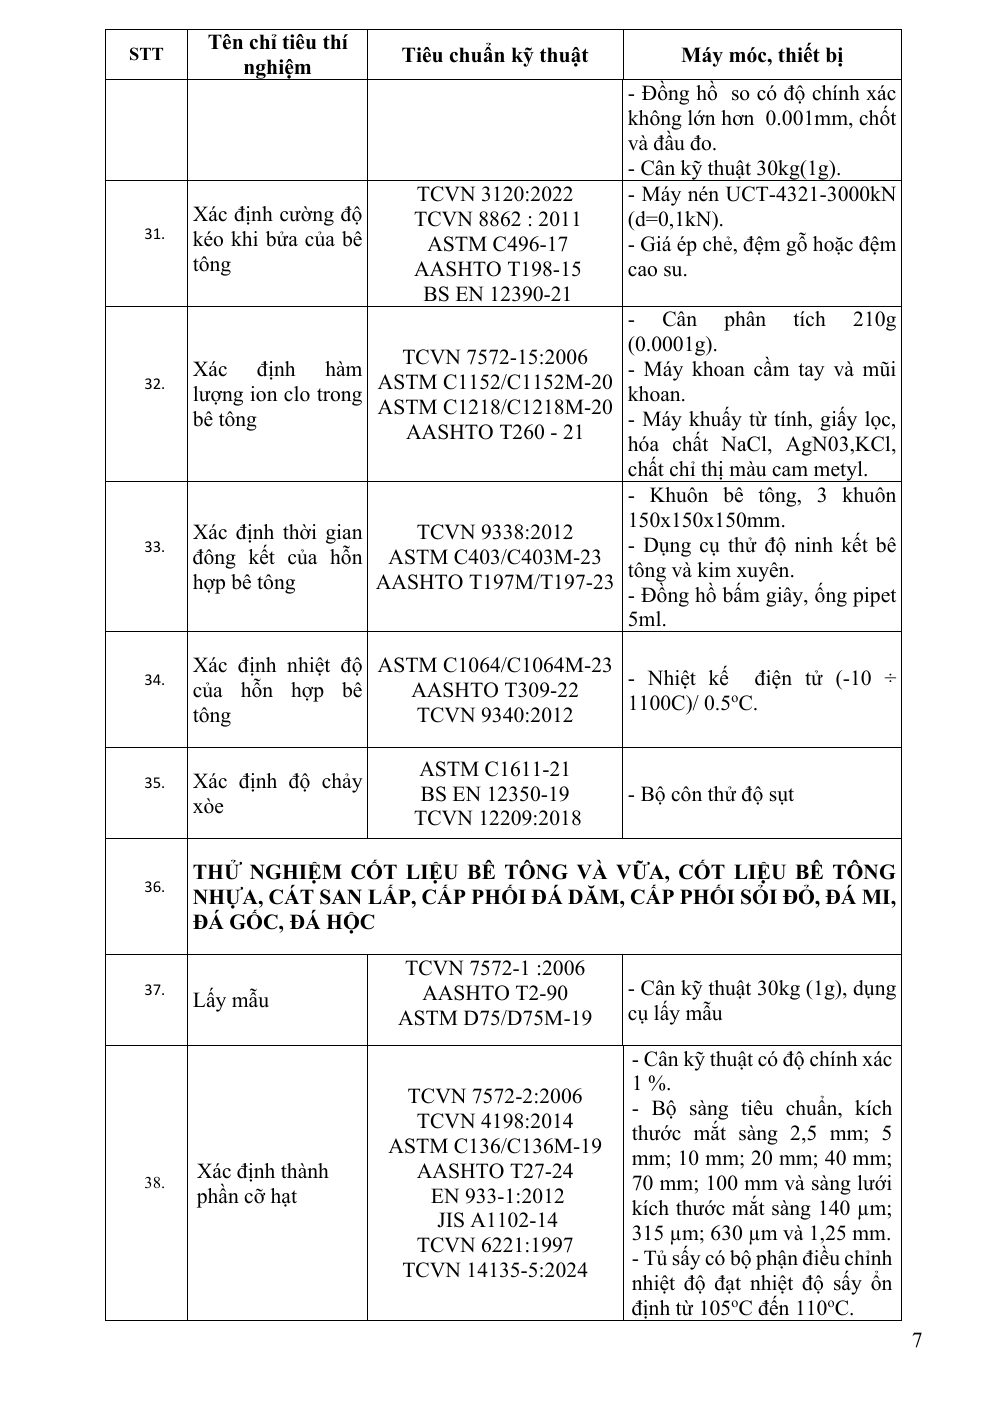 STT
Tên chỉ tiêu thí
nghiệm
Tiêu chuẩn kỹ thuật
Máy móc, thiết bị
- Đồng hồ so có độ chính xác
không lớn hơn 0.001mm, chốt
và đầu đo.
- Cân kỹ thuật 30kg(1g).
31.
Xác định cường độ
kéo khi bửa của bê
tông
TCVN 3120:2022
TCVN 8862 : 2011
ASTM C496-17
AASHTO T198-15
BS EN 12390-21
- Máy nén UCT-4321-3000kN
(d=0,1kN).
- Giá ép chẻ, đệm gỗ hoặc đệm
cao su.
32.
Xác định hàm
lượng ion clo trong
bê tông
TCVN 7572-15:2006
ASTM C1152/C1152M-20
ASTM C1218/C1218M-20
AASHTO T260 - 21
- Cân phân tích 210g
(0.0001g).
- Máy khoan cầm tay và mũi
khoan.
- Máy khuấy từ tính, giấy lọc,
hóa chất NaCl, AgN03,KCl,
chất chỉ thị màu cam metyl.
33.
Xác định thời gian
đông kết của hỗn
hợp bê tông
TCVN 9338:2012
ASTM C403/C403M-23
AASHTO T197M/T197-23
- Khuôn bê tông, 3 khuôn
150x150x150mm.
- Dụng cụ thử độ ninh kết bê
tông và kim xuyên.
- Đồng hồ bấm giây, ống pipet
5ml.
34.
Xác định nhiệt độ
của hỗn hợp bê
tông
ASTM C1064/C1064M-23
AASHTO T309-22
TCVN 9340:2012
- Nhiệt kế điện tử (-10 ÷
1100C)/ 0.5ºC.
35.
Xác định độ chảy
xòe
ASTM C1611-21
BS EN 12350-19
TCVN 12209:2018
- Bộ côn thử độ sụt
36.
THỬ NGHIỆM CỐT LIỆU BÊ TÔNG VÀ VỮA, CỐT LIỆU BÊ TÔNG
NHỰA, CÁT SAN LẤP, CẤP PHỐI ĐÁ DĂM, CẤP PHỐI SỎI ĐỎ, ĐÁ MI,
ĐÁ GỐC, ĐÁ HỘC
37.
Lấy mẫu
TCVN 7572-1 :2006
AASHTO T2-90
ASTM D75/D75M-19
- Cân kỹ thuật 30kg (1g), dụng
cụ lấy mẫu
38.
Xác định thành
phần cỡ hạt
TCVN 7572-2:2006
TCVN 4198:2014
ASTM C136/C136M-19
AASHTO T27-24
EN 933-1:2012
JIS A1102-14
TCVN 6221:1997
TCVN 14135-5:2024
- Cân kỹ thuật có độ chính xác
1 %.
- Bộ sàng tiêu chuẩn, kích
thước mắt sàng 2,5 mm; 5
mm; 10 mm; 20 mm; 40 mm;
70 mm; 100 mm và sàng lưới
kích thước mắt sàng 140 µm;
315 µm; 630 µm và 1,25 mm.
- Tủ sấy có bộ phận điều chỉnh
nhiệt độ đạt nhiệt độ sấy ổn
định từ 105ºC đến 110ºC.
7